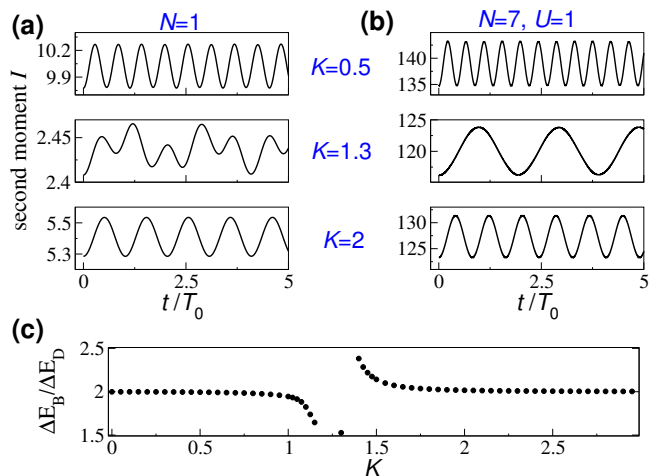 (a)
N=1
(b)
N=7, U=1
second moment I
10.2
9.9
K=0.5
140
135
2.45
2.4
K=1.3
125
120
5.5
5.3
K=2
130
125
0 2.5 5
0 2.5 5
t/T0
t/T0
(c)
ΔE_B/ΔE_D
2.5
2
1.5
0 0.5 1 1.5 2 2.5
K